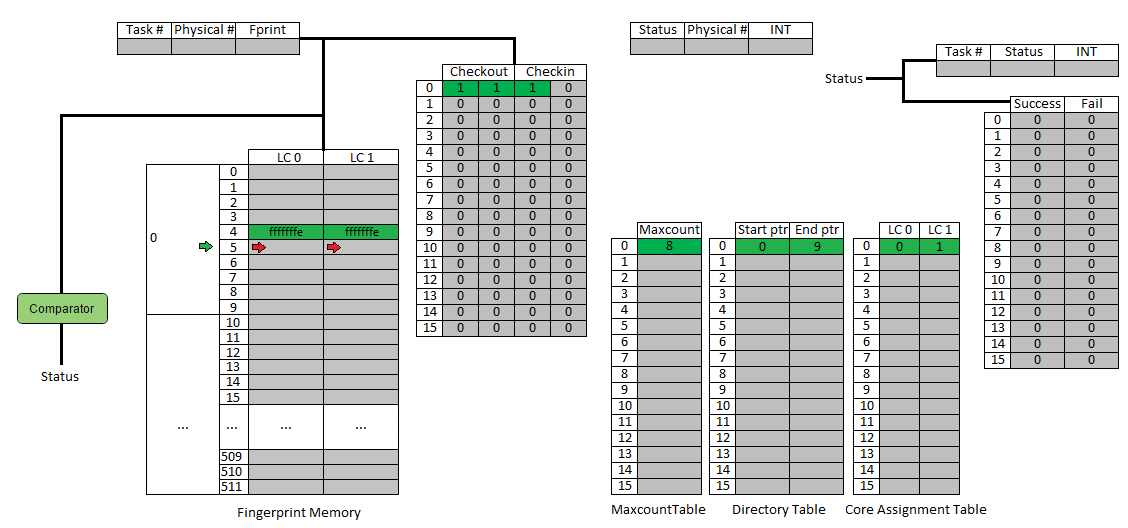 Task # Physical # Fprint
Status Physical # INT
Task # Status INT
Status
Checkout Checkin
0 1 1 1 0
1 0 0 0 0
2 0 0 0 0
3 0 0 0 0
4 0 0 0 0
5 0 0 0 0
6 0 0 0 0
7 0 0 0 0
8 0 0 0 0
9 0 0 0 0
10 0 0 0 0
11 0 0 0 0
12 0 0 0 0
13 0 0 0 0
14 0 0 0 0
15 0 0 0 0
Success Fail
0 0 0
1 0 0
2 0 0
3 0 0
4 0 0
5 0 0
6 0 0
7 0 0
8 0 0
9 0 0
10 0 0
11 0 0
12 0 0
13 0 0
14 0 0
15 0 0
LC 0 LC 1
0
0
1
2
3
4 fffffffe fffffffe
5
6
7
8
9
10
11
12
13
14
15
... ... ... ...
509
510
511
Fingerprint Memory
Comparator
Status
Maxcount
0 8
1
2
3
4
5
6
7
8
9
10
11
12
13
14
15
MaxcountTable
Start ptr End ptr
0 0 9
1
2
3
4
5
6
7
8
9
10
11
12
13
14
15
Directory Table
LC 0 LC 1
0 0 1
1
2
3
4
5
6
7
8
9
10
11
12
13
14
15
Core Assignment Table